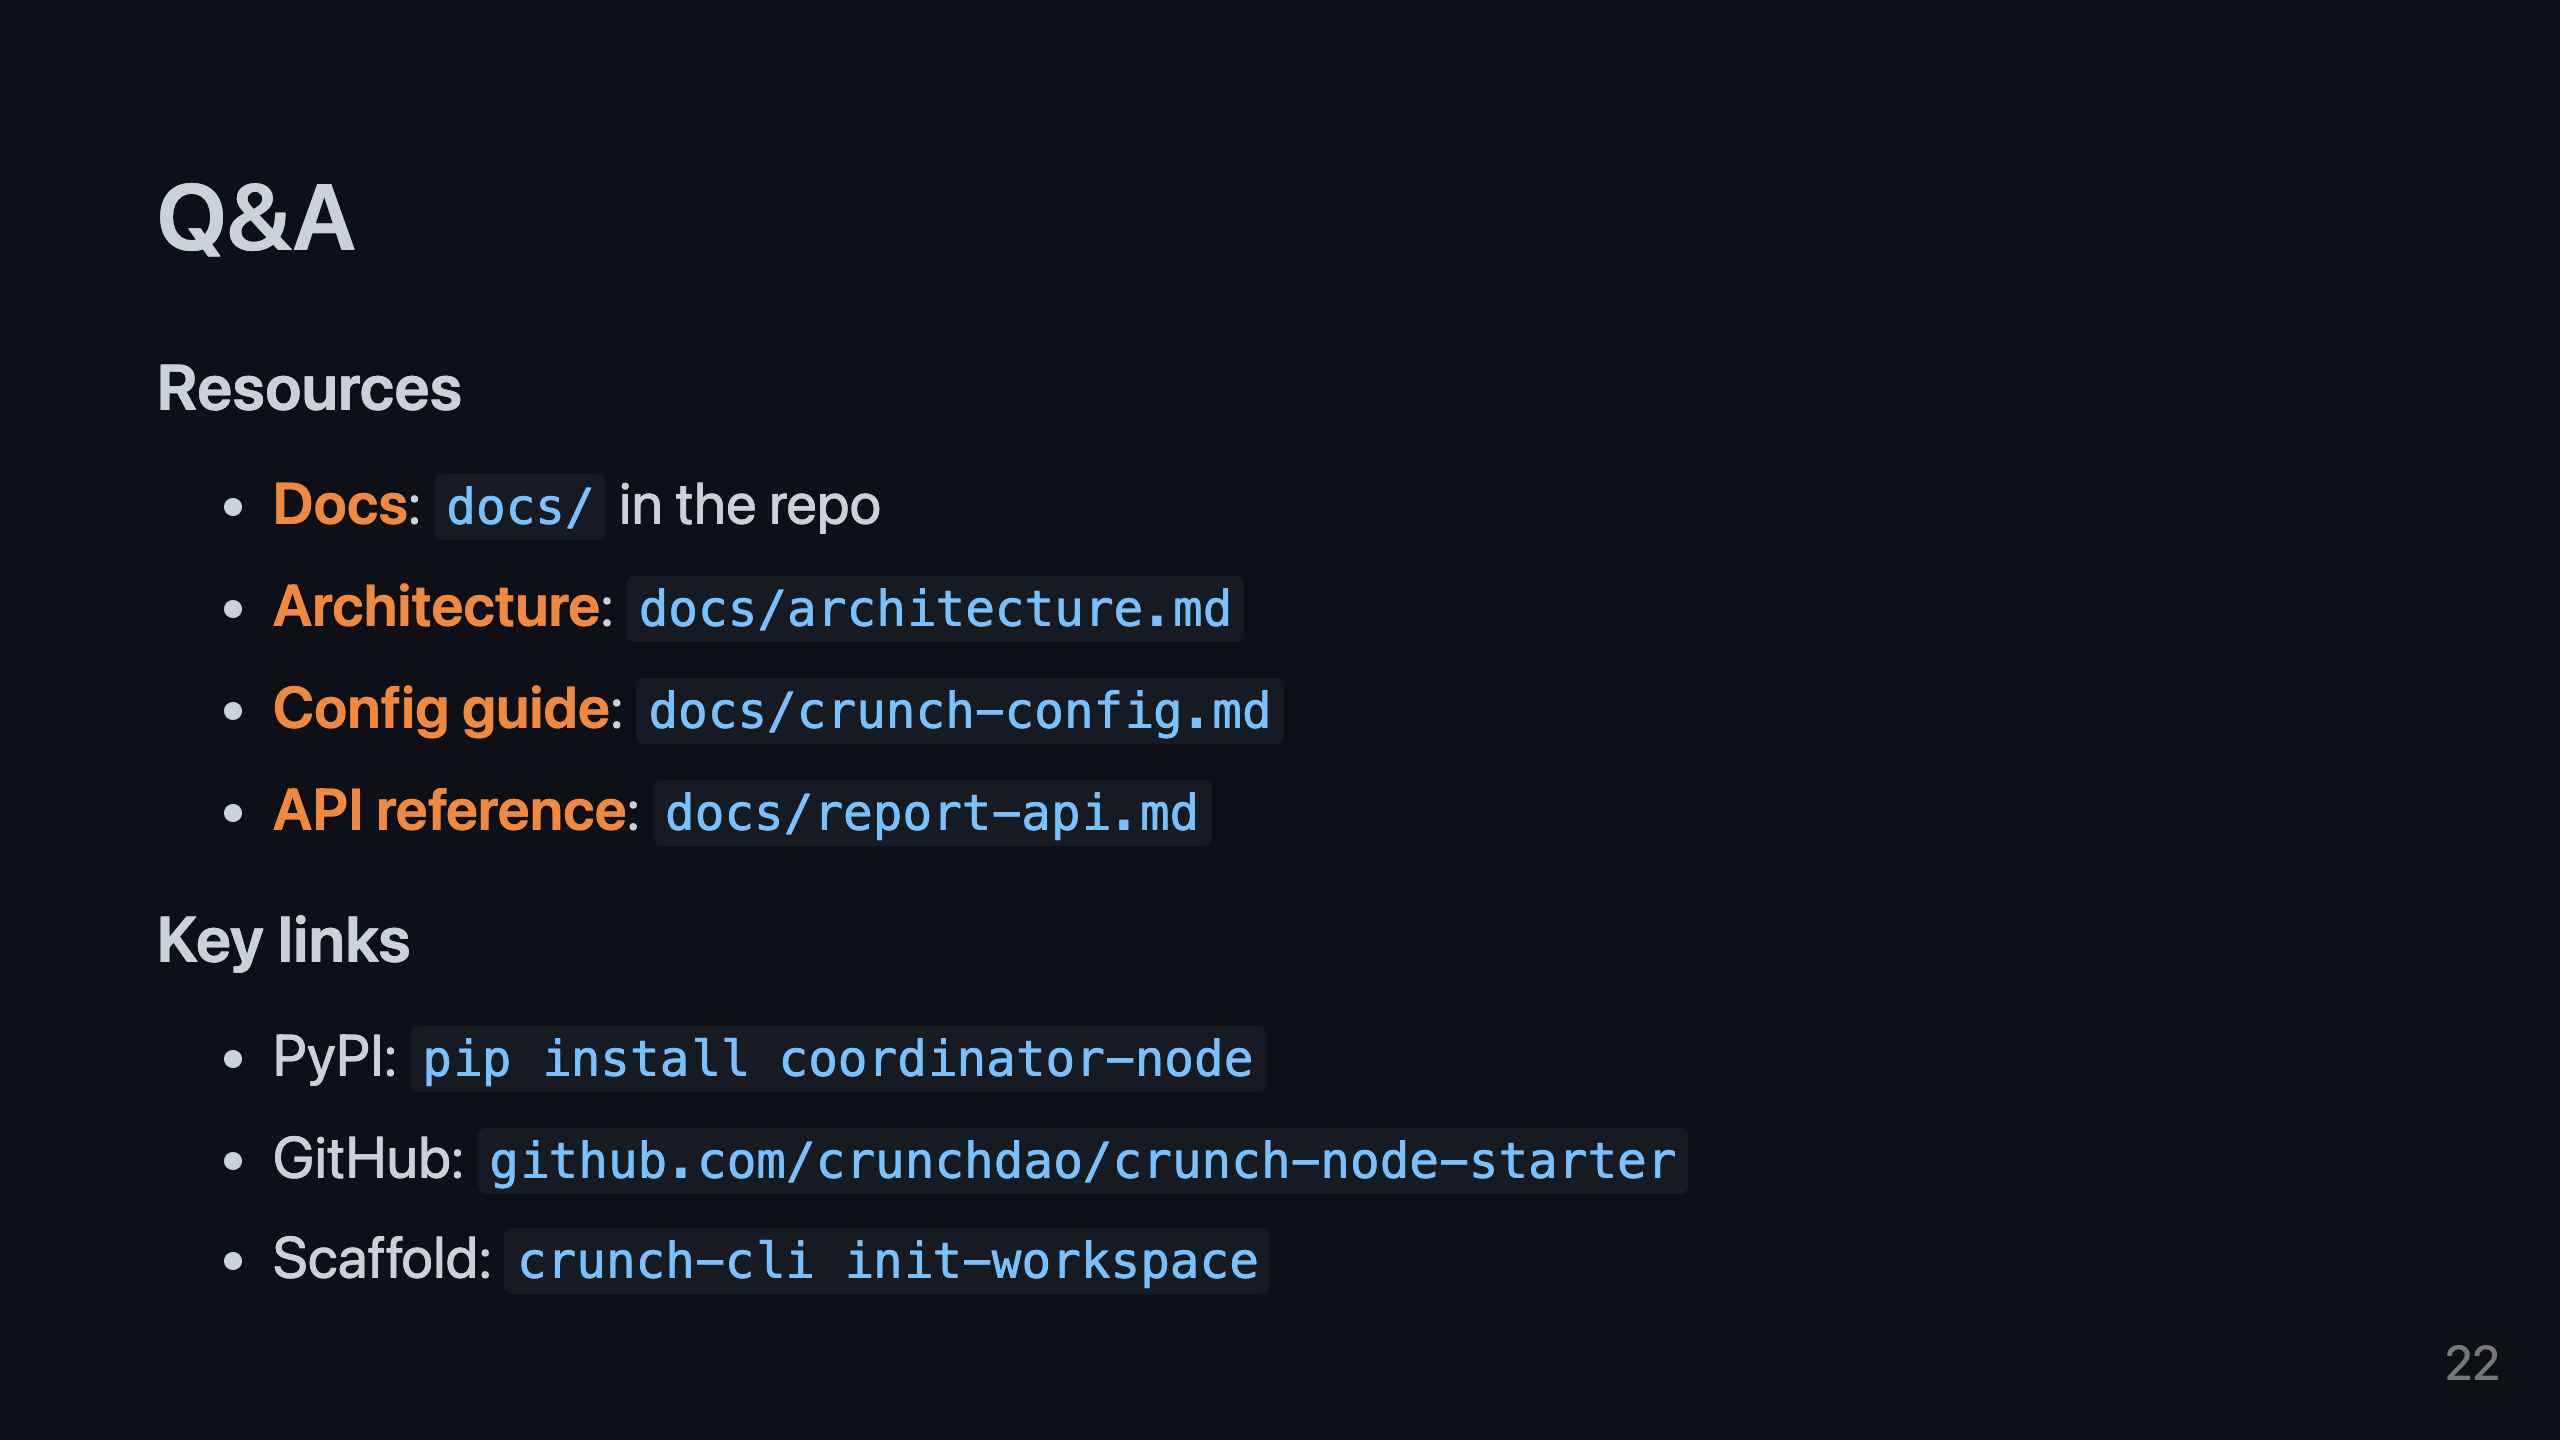 Q&A
Resources
• Docs: docs/ in the repo
• Architecture: docs/architecture.md
• Config guide: docs/crunch-config.md
• API reference: docs/report-api.md
Key links
• PyPI: pip install coordinator-node
• GitHub: github.com/crunchdao/crunch-node-starter
• Scaffold: crunch-cli init-workspace
22